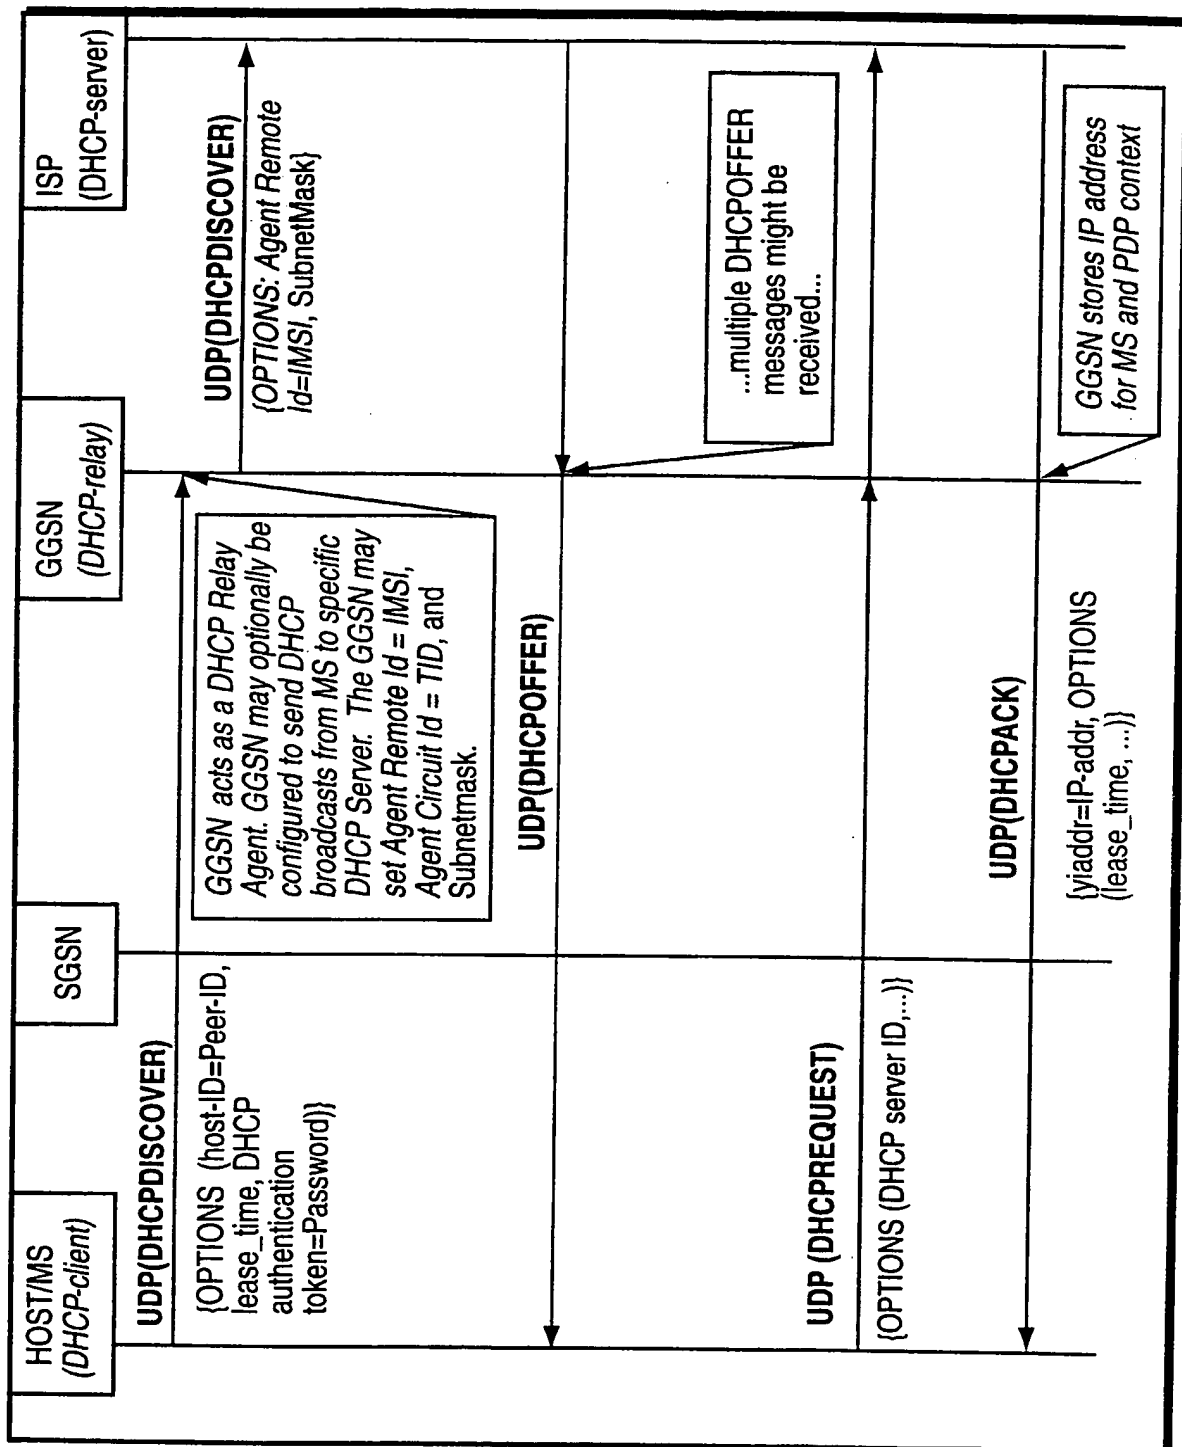 HOST/MS
(DHCP-client)
SGSN
GGSN
(DHCP-relay)
ISP
(DHCP-server)
UDP(DHCPDISCOVER)
{OPTIONS (host-ID=Peer-ID,
lease_time, DHCP
authentication
token=Password)}
GGSN acts as a DHCP Relay
Agent. GGSN may optionally be
configured to send DHCP
broadcasts from MS to specific
DHCP Server. The GGSN may
set Agent Remote Id = IMSI,
Agent Circuit Id = TID, and
Subnetmask.
UDP(DHCPDISCOVER)
{OPTIONS: Agent Remote
Id=IMSI, SubnetMask}
UDP(DHCPOFFER)
...multiple DHCPOFFER
messages might be
received...
UDP (DHCPREQUEST)
{OPTIONS (DHCP server ID,...)}
UDP(DHCPACK)
{yiaddr=IP-addr, OPTIONS
(lease_time, ...)}
GGSN stores IP address
for MS and PDP context